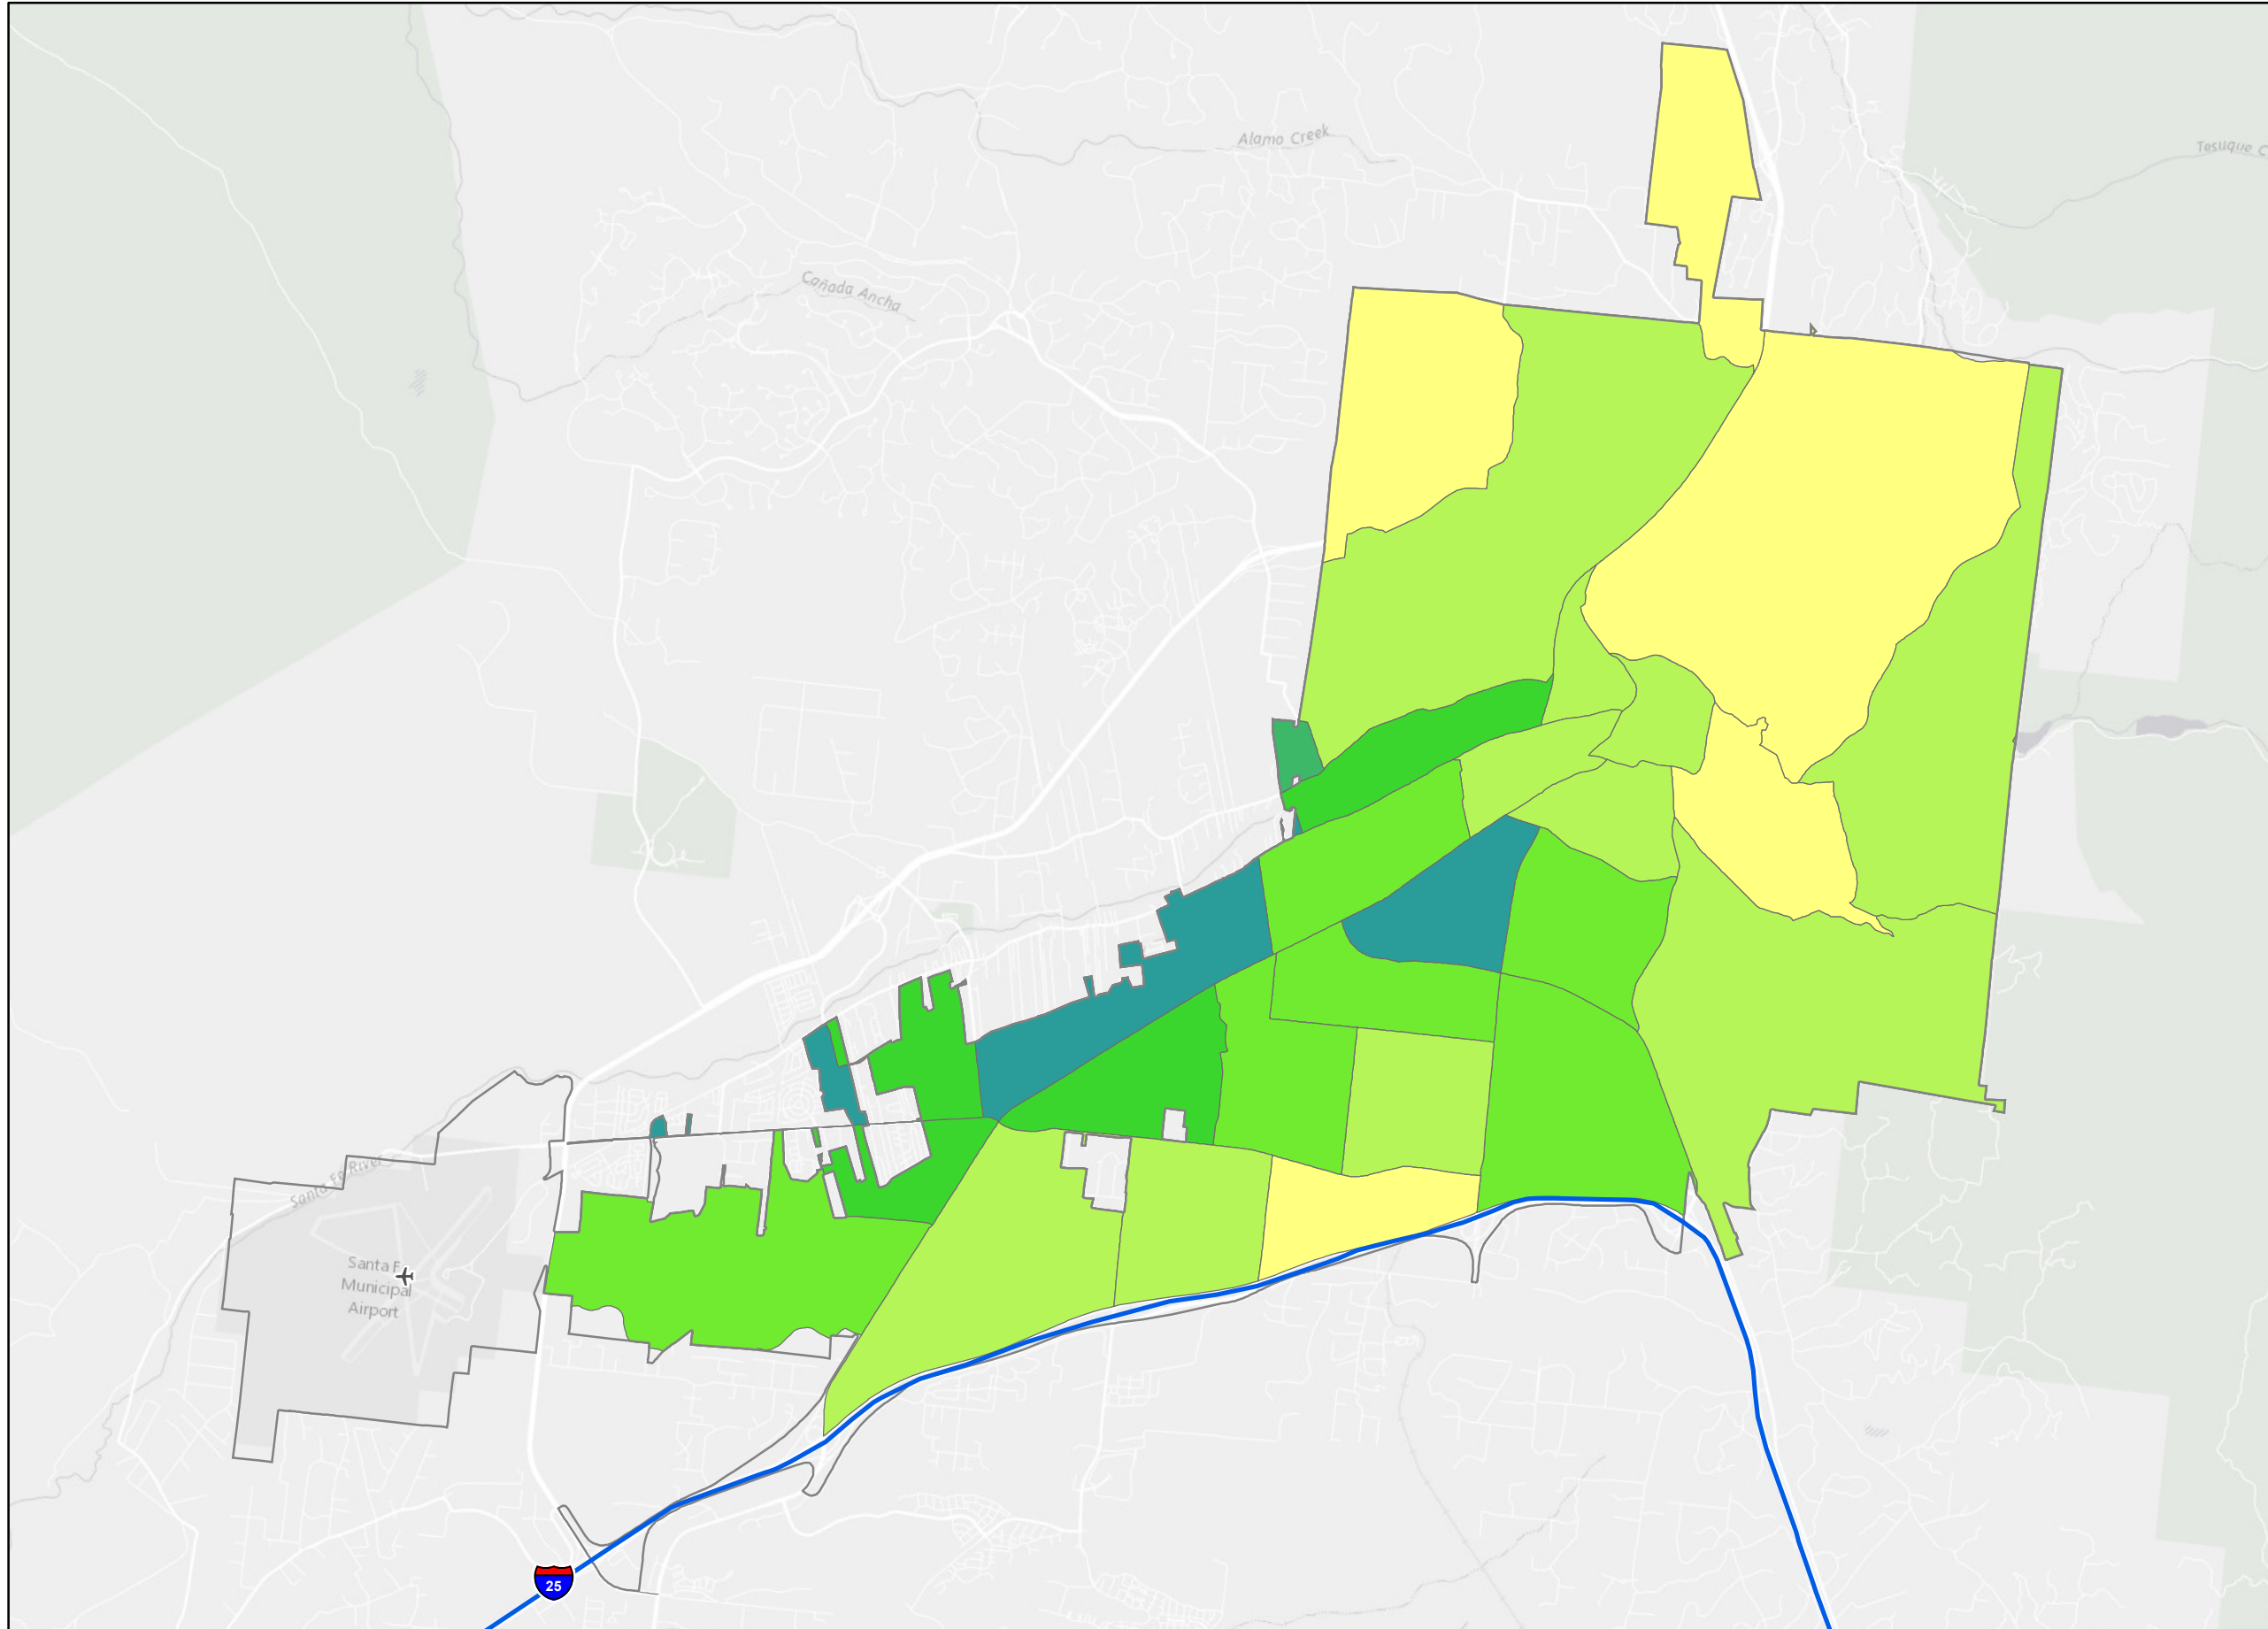 Alamo Creek
Tesuque C
Cañada Ancha
Santa Fe River
Santa F
Municipal
Airport
25